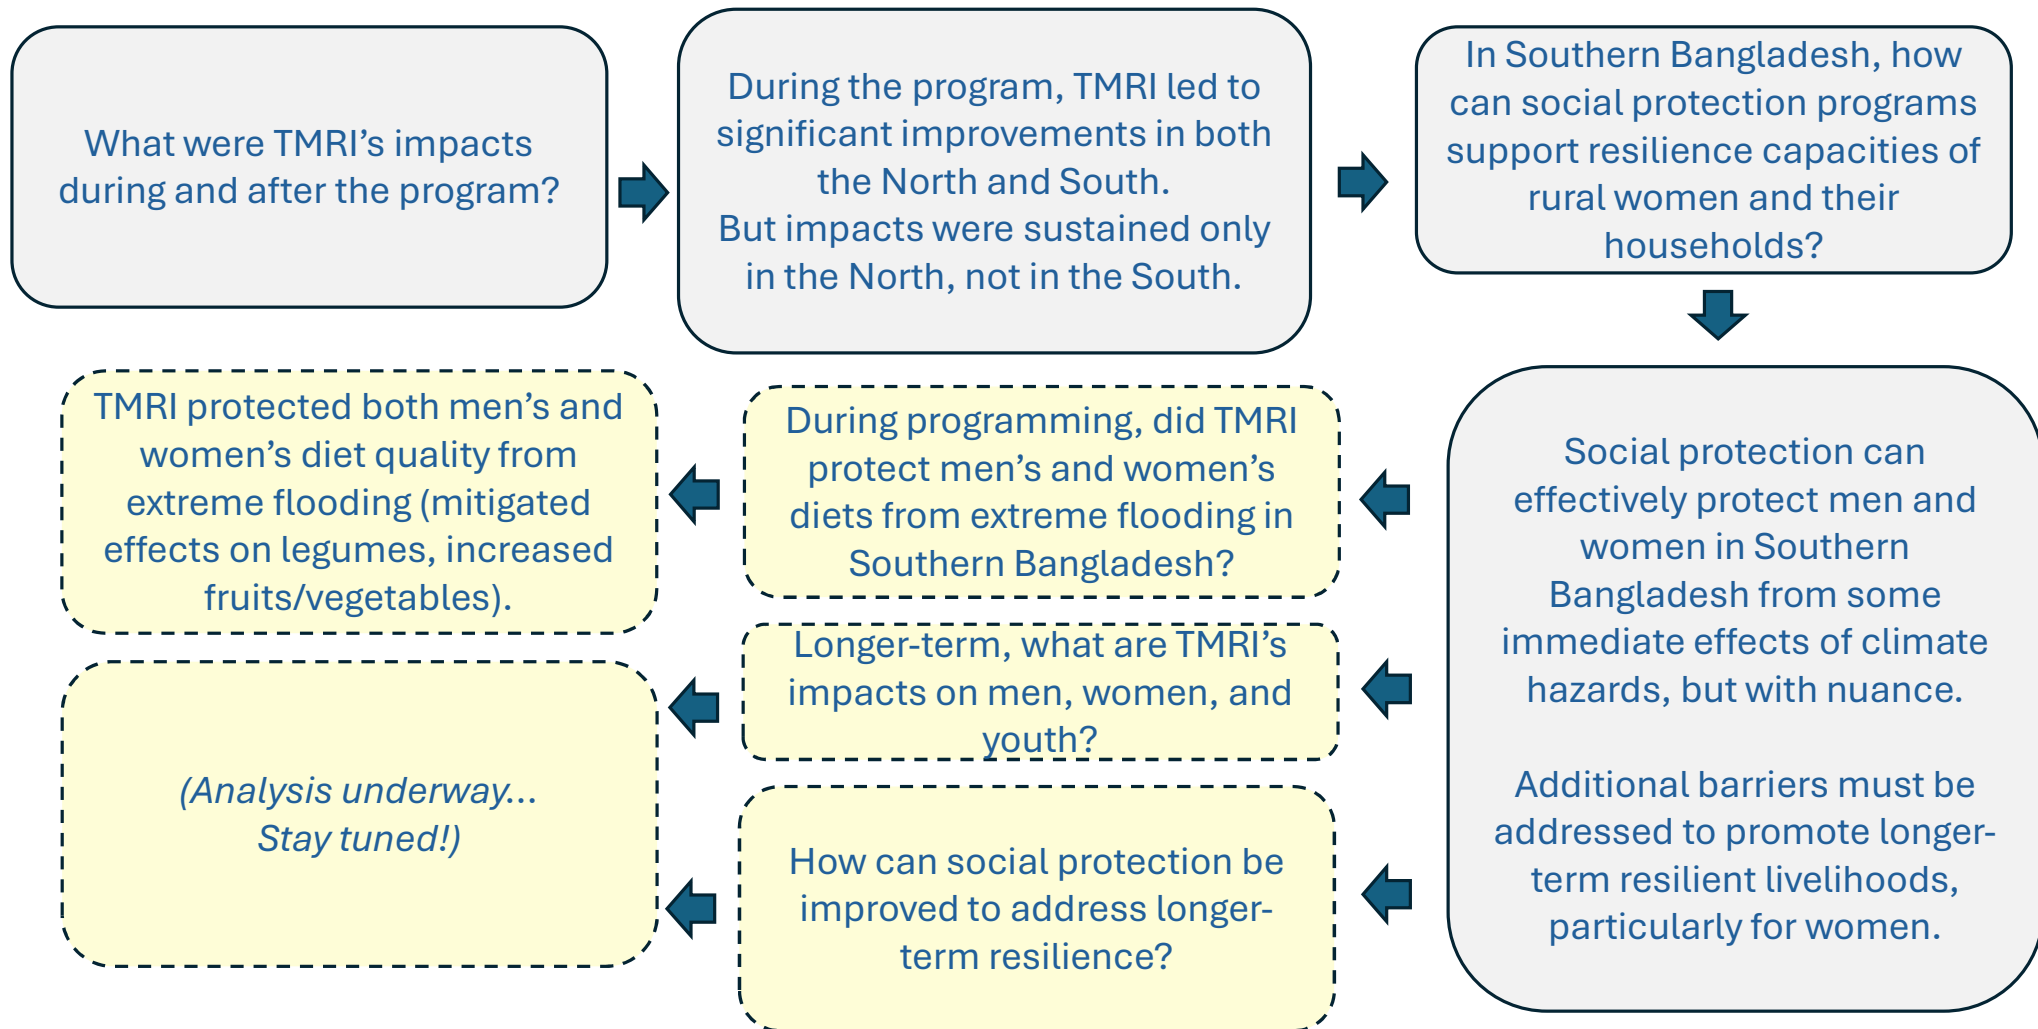 What were TMRI’s impacts
during and after the program?
During the program, TMRI led to
significant improvements in both
the North and South.
But impacts were sustained only
in the North, not in the South.
In Southern Bangladesh, how
can social protection programs
support resilience capacities of
rural women and their
households?
Social protection can
effectively protect men and
women in Southern
Bangladesh from some
immediate effects of climate
hazards, but with nuance.
Additional barriers must be
addressed to promote longer-
term resilient livelihoods,
particularly for women.
During programming, did TMRI
protect men’s and women’s
diets from extreme flooding in
Southern Bangladesh?
TMRI protected both men’s and
women’s diet quality from
extreme flooding (mitigated
effects on legumes, increased
fruits/vegetables).
Longer-term, what are TMRI’s
impacts on men, women, and
youth?
How can social protection be
improved to address longer-
term resilience?
(Analysis underway...
Stay tuned!)